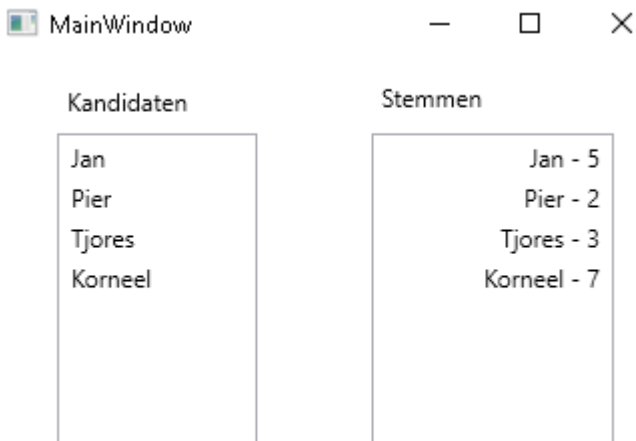 MainWindow
Kandidaten
Jan
Pier
Tjores
Korneel
Stemmen
Jan - 5
Pier - 2
Tjores - 3
Korneel - 7